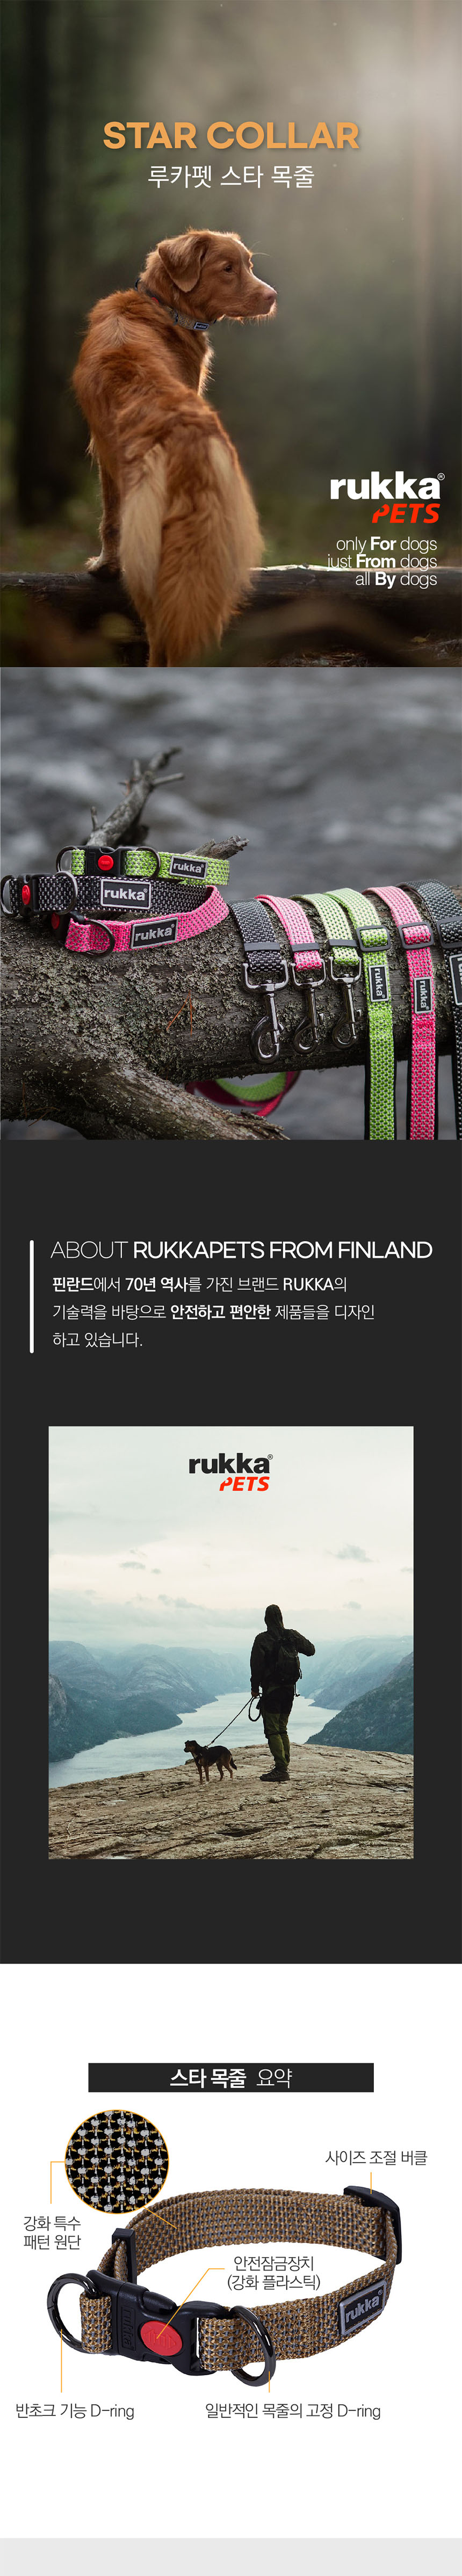 STAR COLLAR
루카펫 스타 목줄
rukka®
PETS
only For dogs
just From dogs
all By dogs
rukka
rukka
rukka
rukka
rukka
ABOUT RUKKAPETS FROM FINLAND
핀란드에서 70년 역사를 가진 브랜드 RUKKA의
기술력을 바탕으로 안전하고 편안한 제품들을 디자인
하고 있습니다.
rukka®
PETS
스타 목줄 요약
사이즈 조절 버클
강화 특수
패턴 원단
안전잠금장치
(강화 플라스틱)
rukka
반초크 기능 D-ring
일반적인 목줄의 고정 D-ring